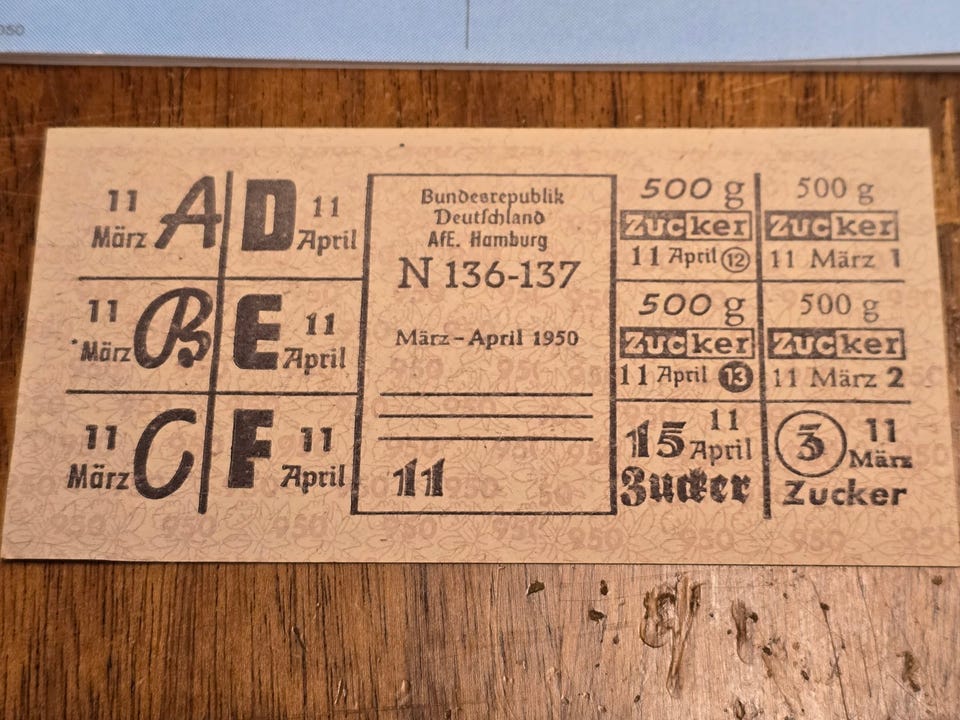 11
März A
D 11
April
11
März B
E 11
April
11
März C
F 11
April
Bundesrepublik
Deutschland
AfE. Hamburg
N 136-137
März - April 1950
11
500 g
Zucker
11 April 12
500 g
Zucker
11 März 1
500 g
Zucker
11 April 13
500 g
Zucker
11 März 2
15 11
April
Zucker
3 11
März
Zucker